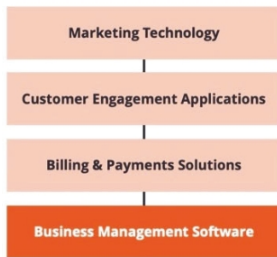 Marketing Technology
Customer Engagement Applications
Billing & Payments Solutions
Business Management Software